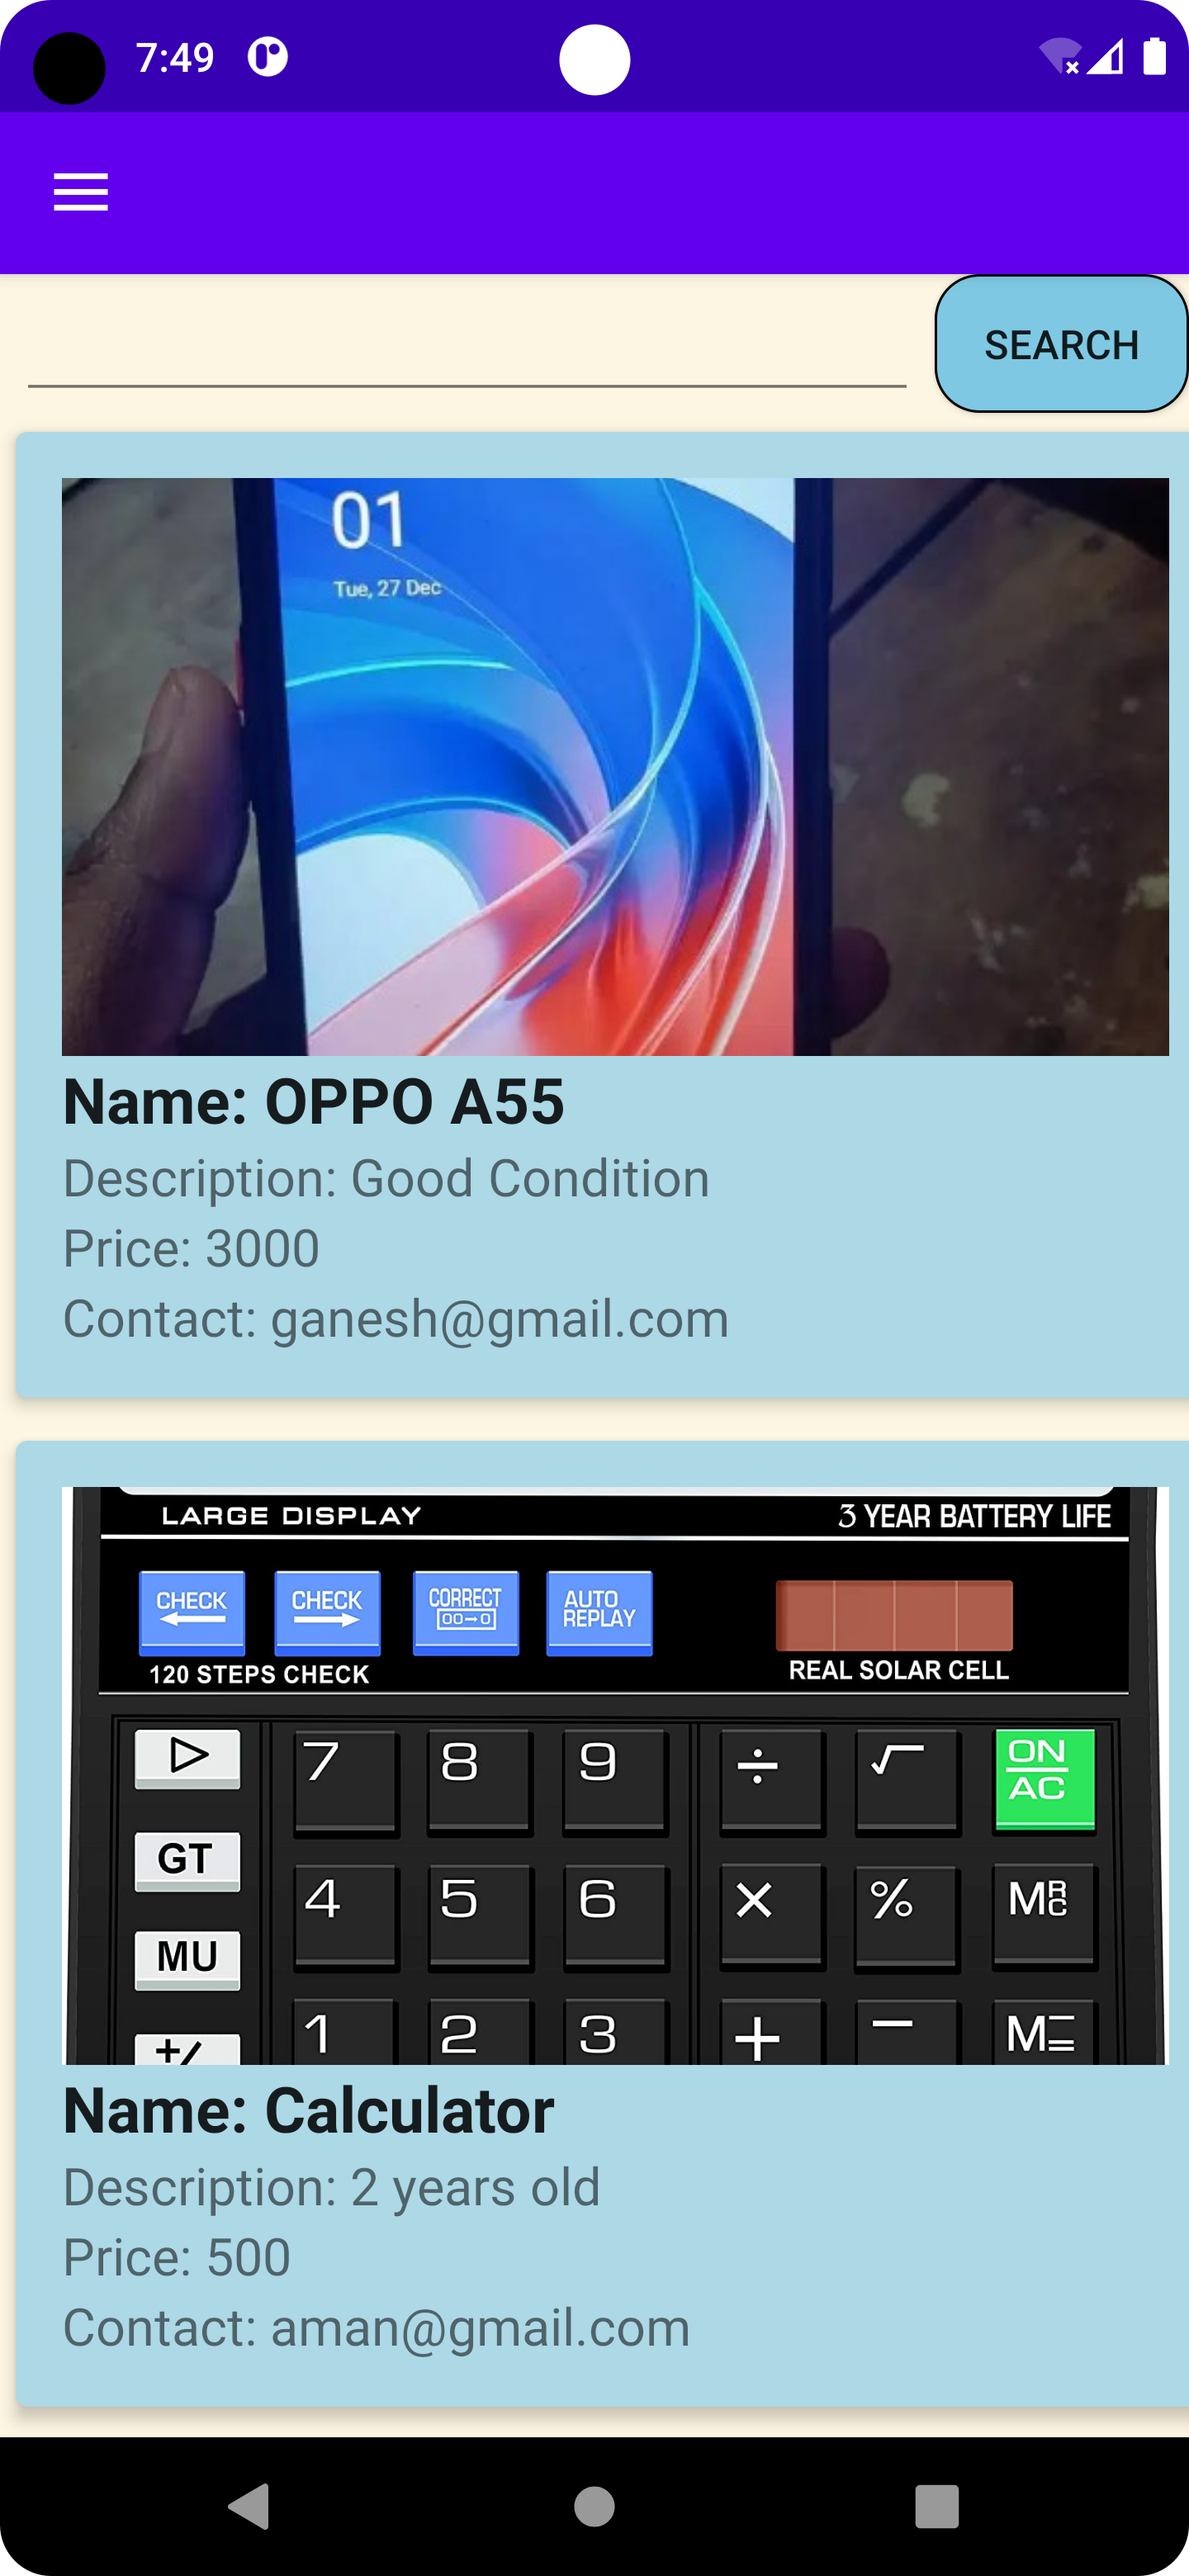 7:49
SEARCH
01
Tue, 27 Dec
Name: OPPO A55
Description: Good Condition
Price: 3000
Contact: ganesh@gmail.com
LARGE DISPLAY 3 YEAR BATTERY LIFE
CHECK CHECK CORRECT 00→0 AUTO REPLAY
120 STEPS CHECK REAL SOLAR CELL
▷ 7 8 9 ÷ √ ON AC
GT 4 5 6 × % MRC
MU 1 2 3 + − M=
+/
Name: Calculator
Description: 2 years old
Price: 500
Contact: aman@gmail.com